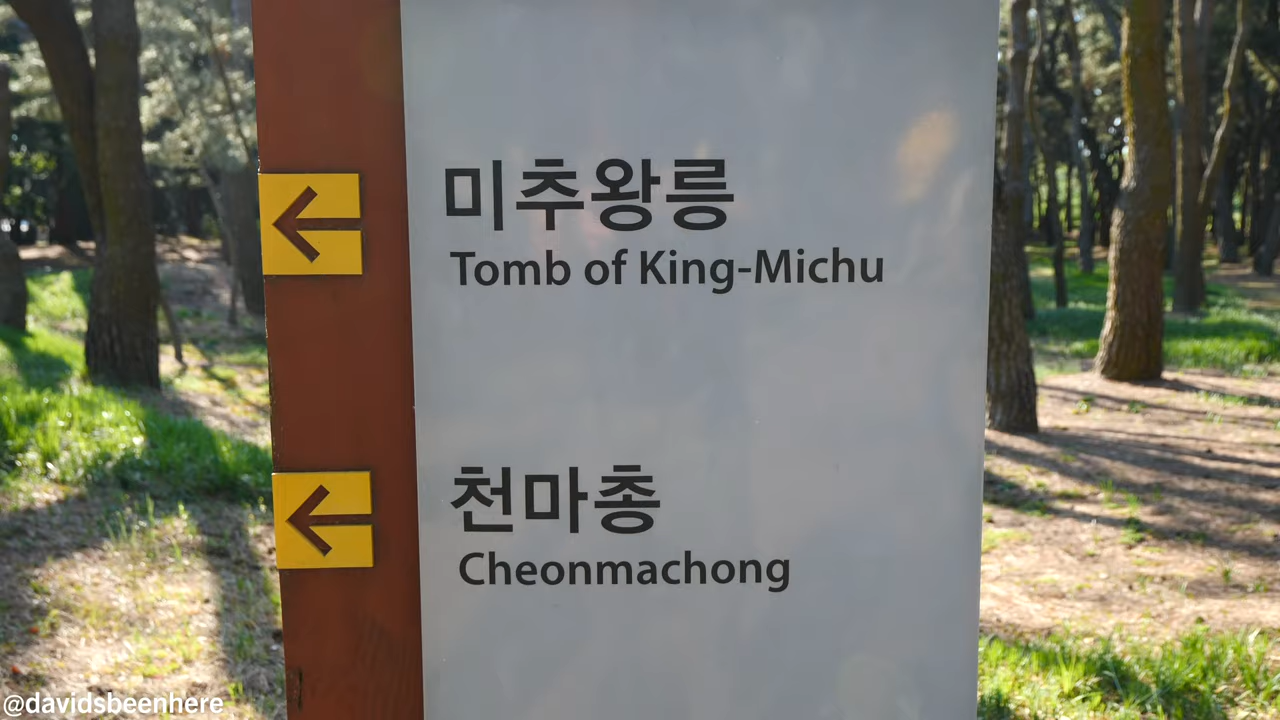 미추왕릉
Tomb of King-Michu
천마총
Cheonmachong
@davidsbeenhere